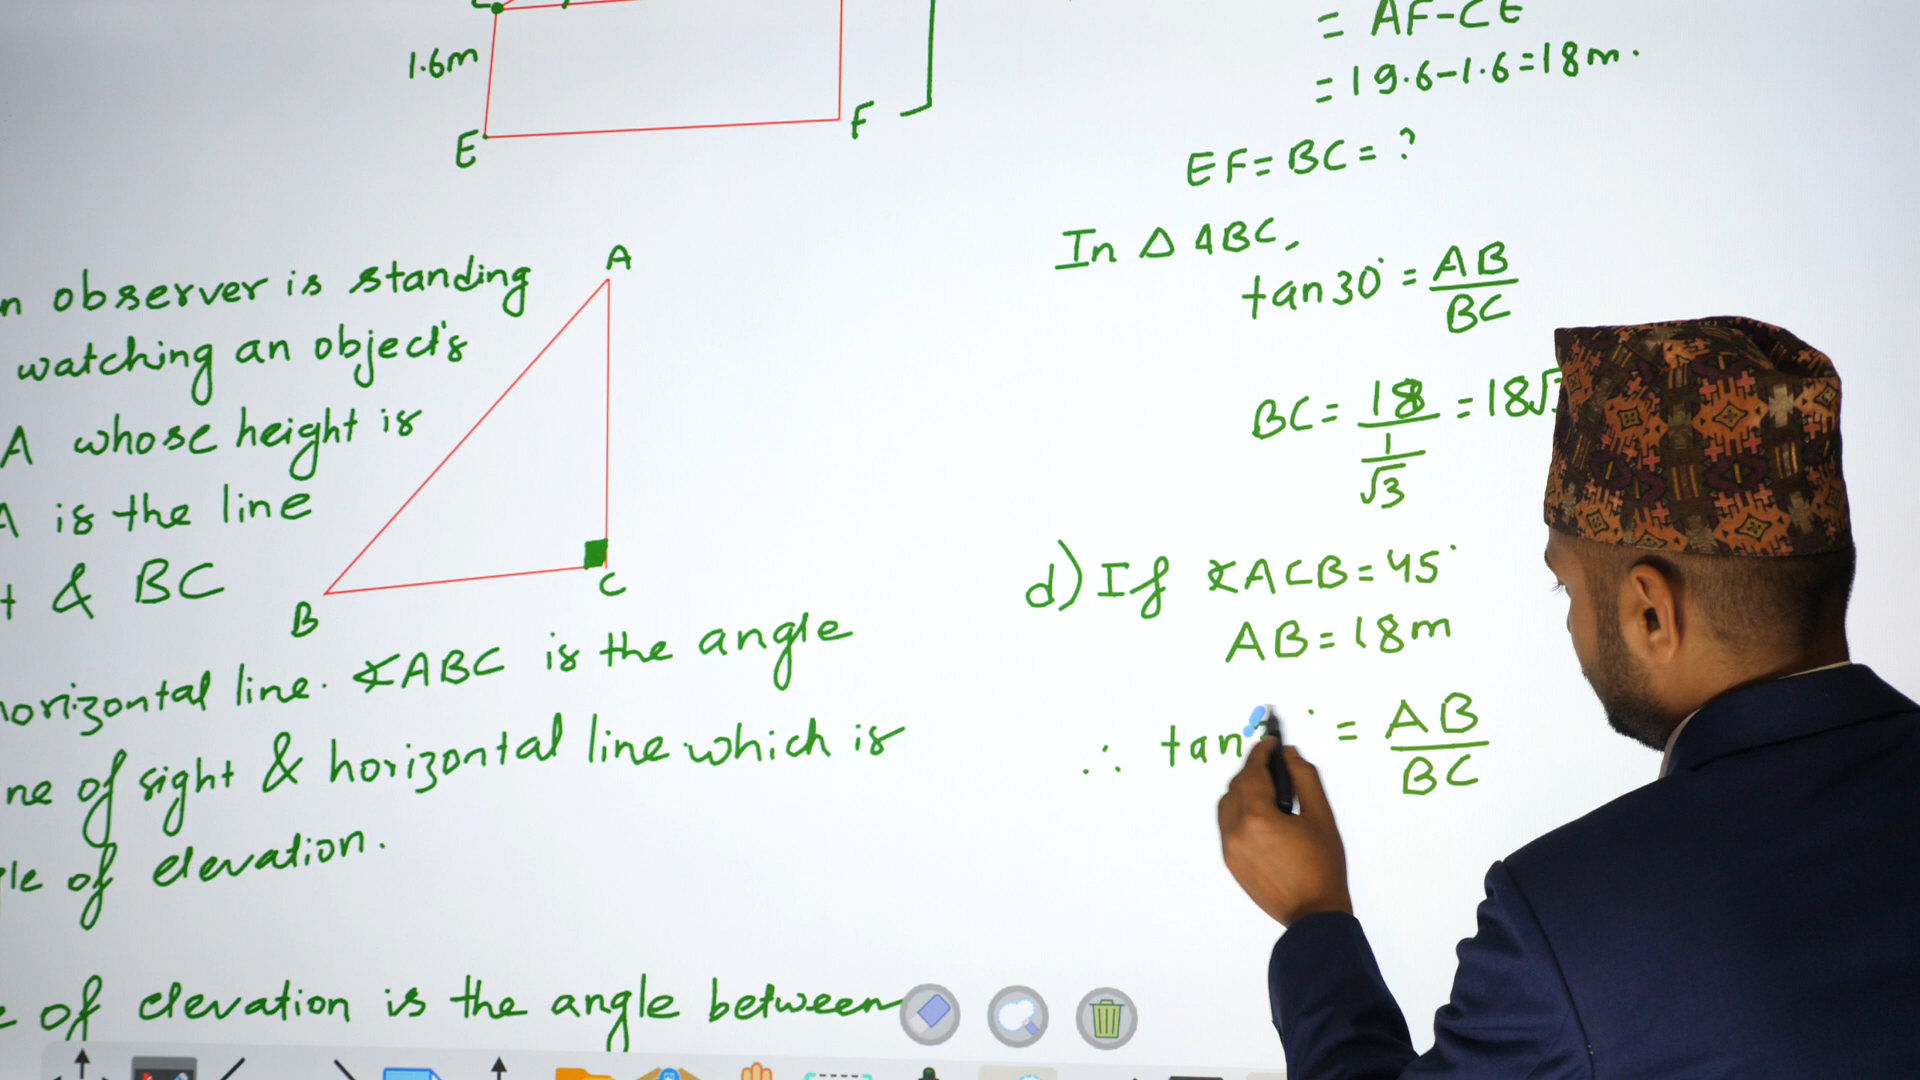 1.6m
E
F
n observer is standing
watching an object's
A whose height is
A is the line
& BC
A
B
C
horizontal line. ∡ABC is the angle
ne of sight & horizontal line which is
le of elevation.
of elevation is the angle between
= AF-CE
= 19.6-1.6=18m.
EF=BC= ?
In △ ABC,
tan30° = AB/BC
BC= 18/(1/√3) = 18√
d) If ∡ACB=45°
AB=18m
∴ tan ° = AB/BC